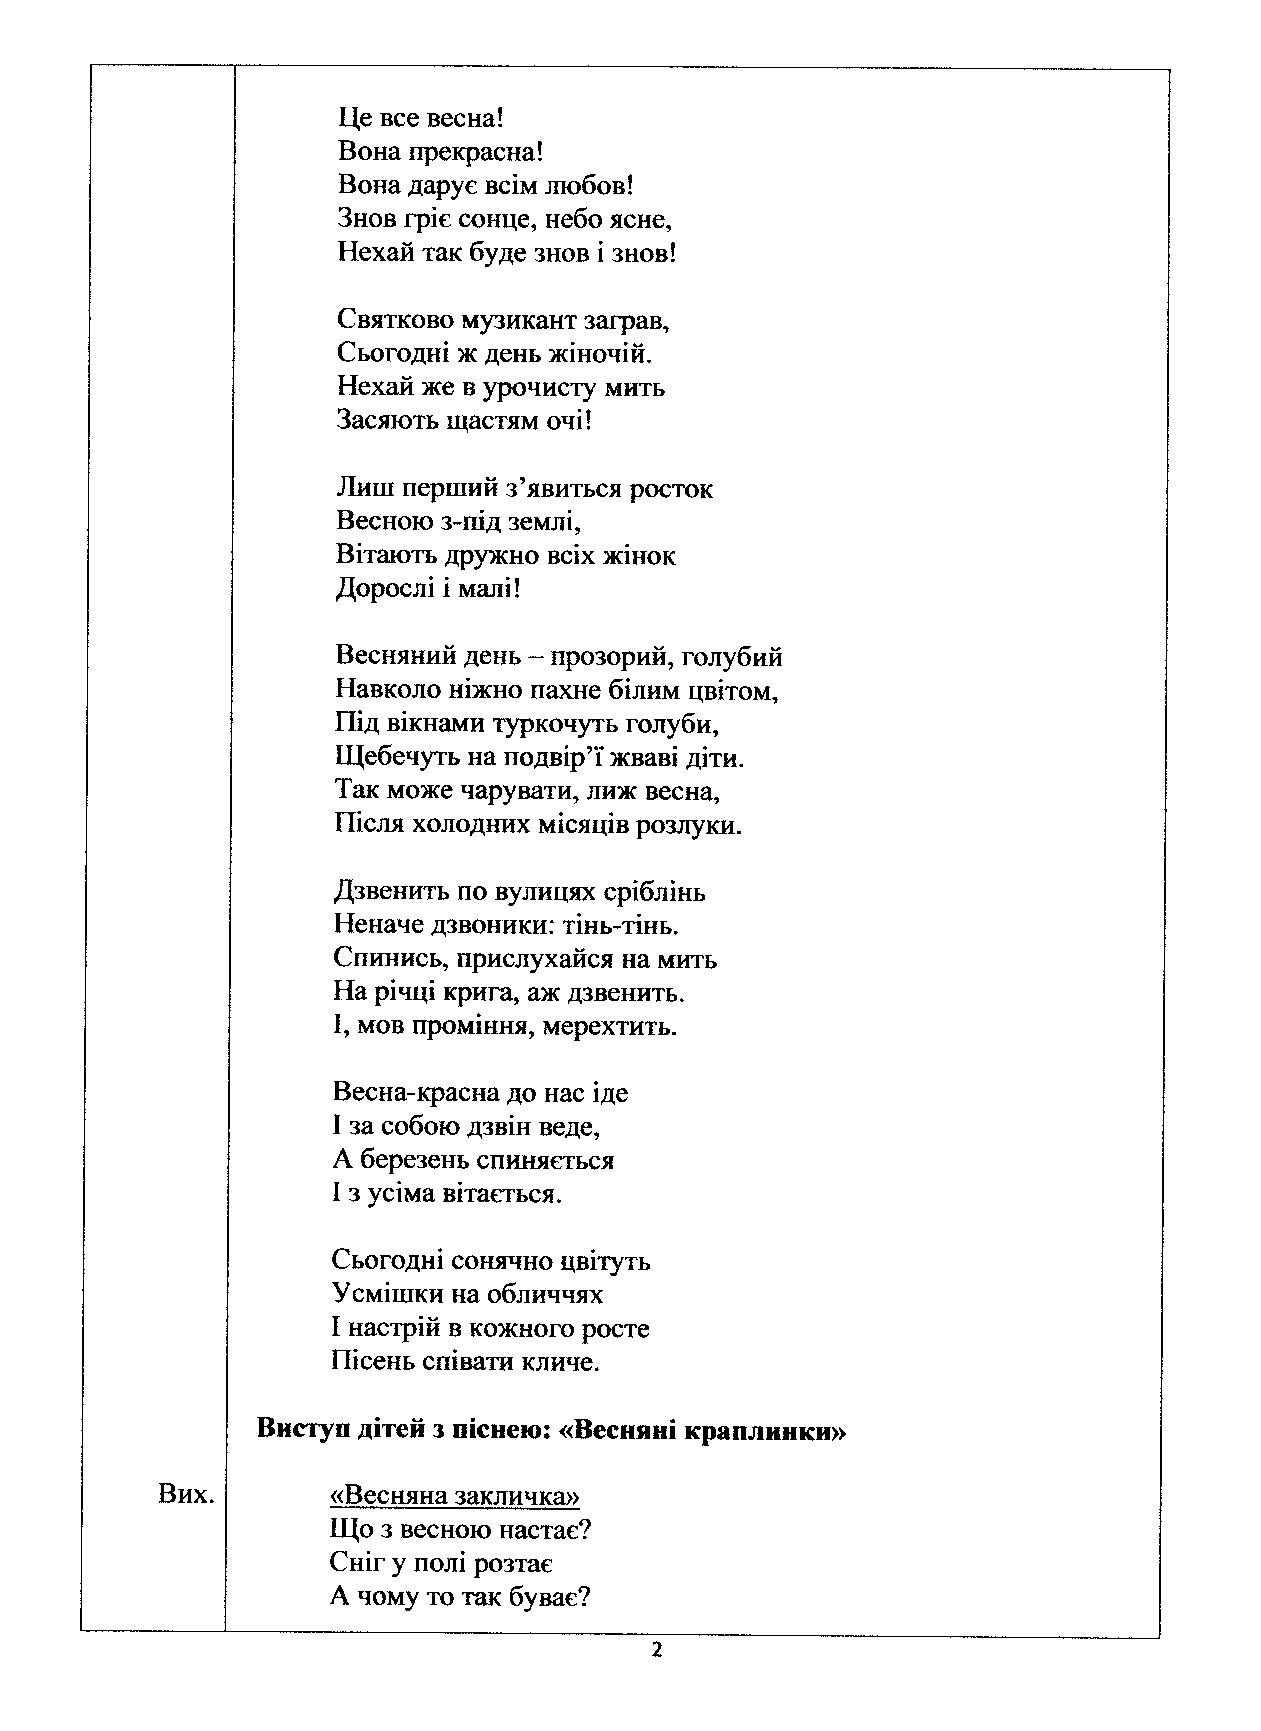 Це все весна!
Вона прекрасна!
Вона дарує всім любов!
Знов гріє сонце, небо ясне,
Нехай так буде знов і знов!
Святково музикант заграв,
Сьогодні ж день жіночій.
Нехай же в урочисту мить
Засяють щастям очі!
Лиш перший з’явиться росток
Весною з-під землі,
Вітають дружно всіх жінок
Дорослі і малі!
Весняний день – прозорий, голубий
Навколо ніжно пахне білим цвітом,
Під вікнами туркочуть голуби,
Щебечуть на подвір’ї жваві діти.
Так може чарувати, лиж весна,
Після холодних місяців розлуки.
Дзвенить по вулицях сріблінь
Неначе дзвоники: тінь-тінь.
Спинись, прислухайся на мить
На річці крига, аж дзвенить.
І, мов проміння, мерехтить.
Весна-красна до нас іде
І за собою дзвін веде,
А березень спиняється
І з усіма вітається.
Сьогодні сонячно цвітуть
Усмішки на обличчях
І настрій в кожного росте
Пісень співати кличе.
Виступ дітей з піснею: «Весняні краплинки»
Вих. «Весняна закличка»
Що з весною настає?
Сніг у полі розтає
А чому то так буває?
2